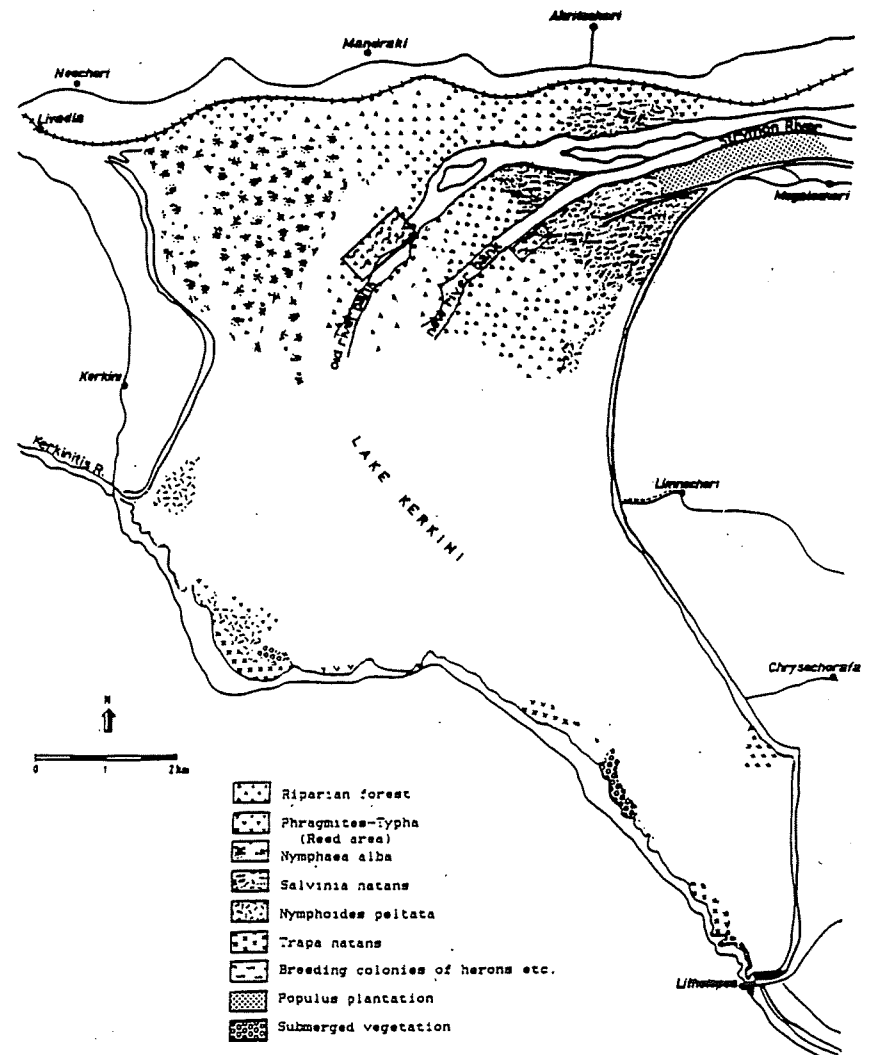 Akritochori
Mandraki
Neochori
Livadia
Strymon River
Megalochori
Old river bank
new river bank
Kerkini
Kerkinitis R.
LAKE KERKINI
Limnochori
Chrysochorafa
N
0 1 2 km
Riparian forest
Phragmites-Typha
(Reed area)
Nymphaea alba
Salvinia natans
Nymphoides peltata
Trapa natans
Breeding colonies of herons etc.
Populus plantation
Submerged vegetation
Lithotopos